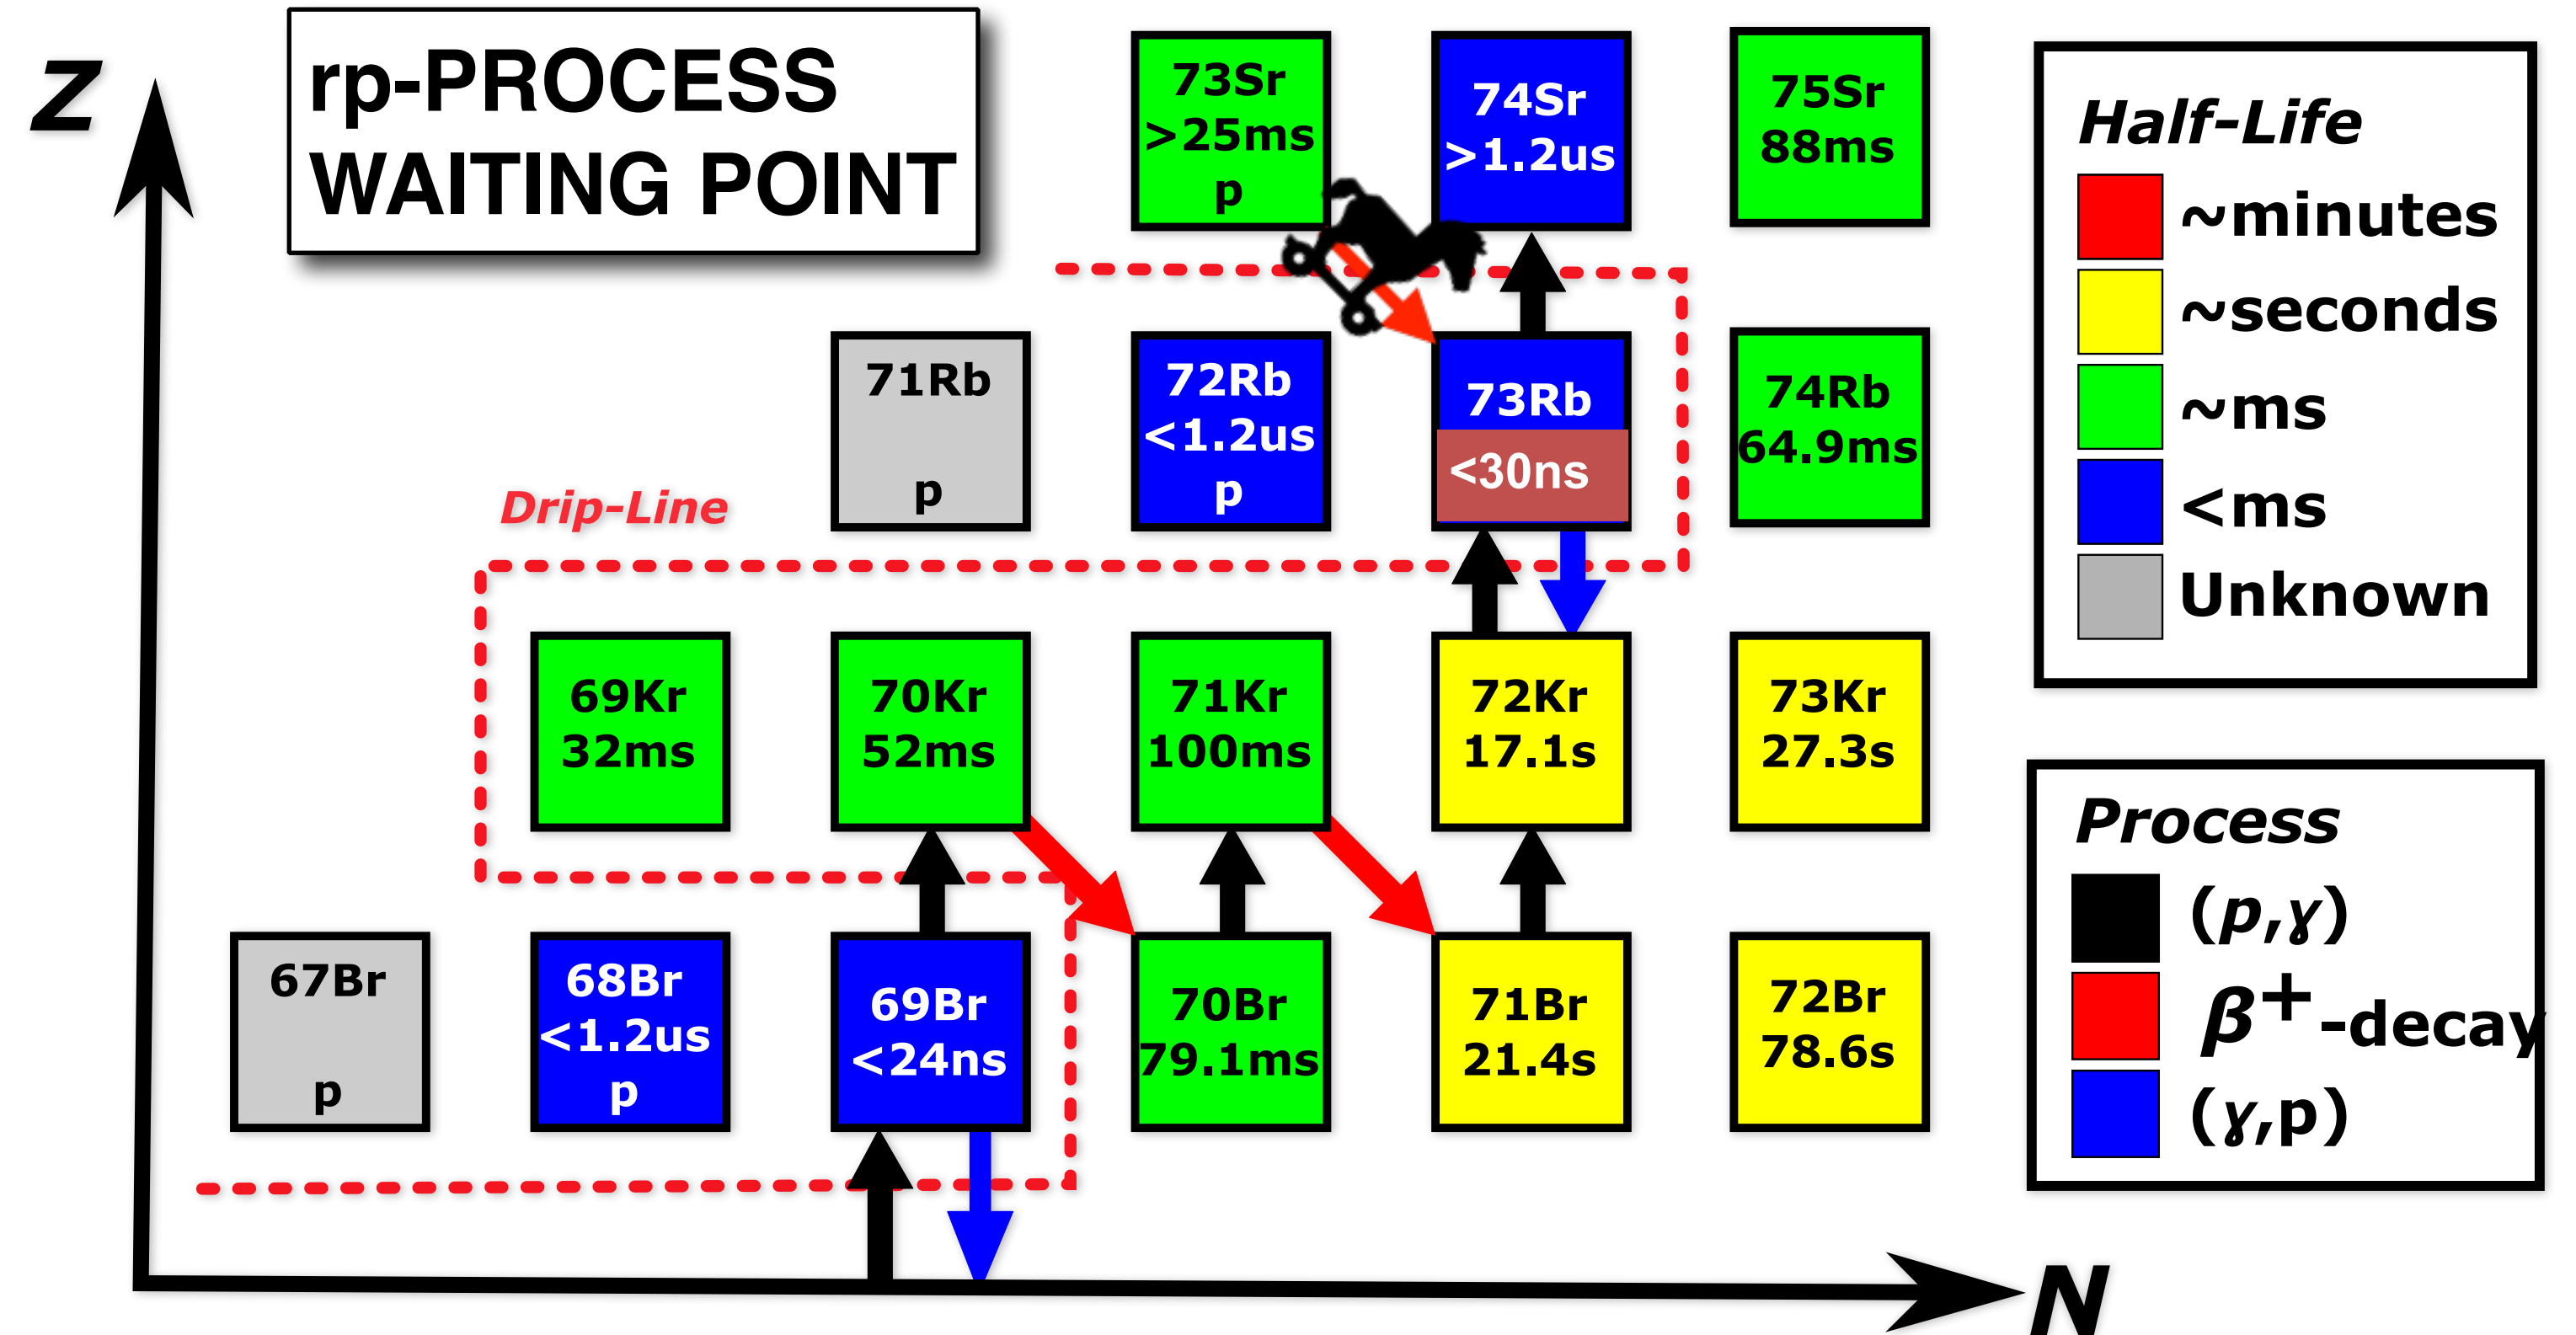 Z
rp-PROCESS
WAITING POINT
73Sr
>25ms
p
74Sr
>1.2us
75Sr
88ms
71Rb
p
72Rb
<1.2us
p
73Rb
<30ns
74Rb
64.9ms
Drip-Line
69Kr
32ms
70Kr
52ms
71Kr
100ms
72Kr
17.1s
73Kr
27.3s
67Br
p
68Br
<1.2us
p
69Br
<24ns
70Br
79.1ms
71Br
21.4s
72Br
78.6s
N
Half-Life
~minutes
~seconds
~ms
<ms
Unknown
Process
(p,γ)
β+-decay
(γ,p)